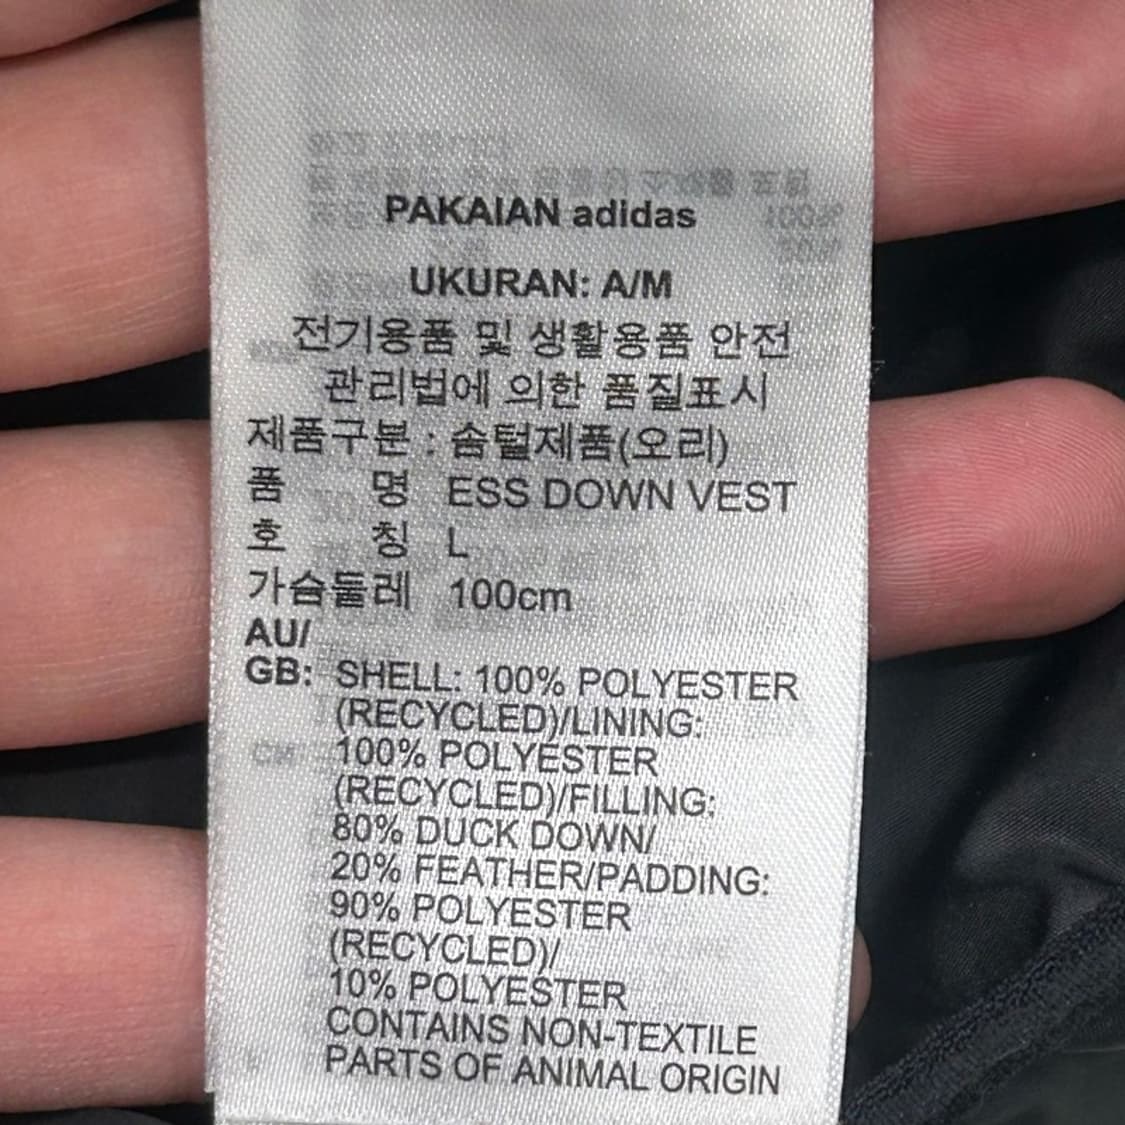 PAKAIAN adidas
UKURAN: A/M
전기용품 및 생활용품 안전
관리법에 의한 품질표시
제품구분 : 솜털제품(오리)
품 명 ESS DOWN VEST
호 칭 L
가슴둘레 100cm
AU/
GB: SHELL: 100% POLYESTER
(RECYCLED)/LINING:
100% POLYESTER
(RECYCLED)/FILLING:
80% DUCK DOWN/
20% FEATHER/PADDING:
90% POLYESTER
(RECYCLED)/
10% POLYESTER
CONTAINS NON-TEXTILE
PARTS OF ANIMAL ORIGIN